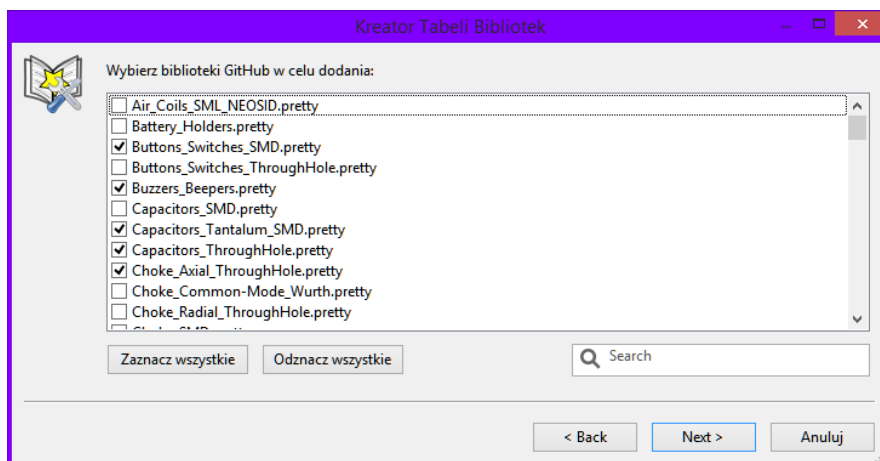 Kreator Tabeli Bibliotek
Wybierz biblioteki GitHub w celu dodania:
Air_Coils_SML_NEOSID.pretty
Battery_Holders.pretty
Buttons_Switches_SMD.pretty
Buttons_Switches_ThroughHole.pretty
Buzzers_Beepers.pretty
Capacitors_SMD.pretty
Capacitors_Tantalum_SMD.pretty
Capacitors_ThroughHole.pretty
Choke_Axial_ThroughHole.pretty
Choke_Common-Mode_Wurth.pretty
Choke_Radial_ThroughHole.pretty
Zaznacz wszystkie Odznacz wszystkie Search
< Back Next > Anuluj